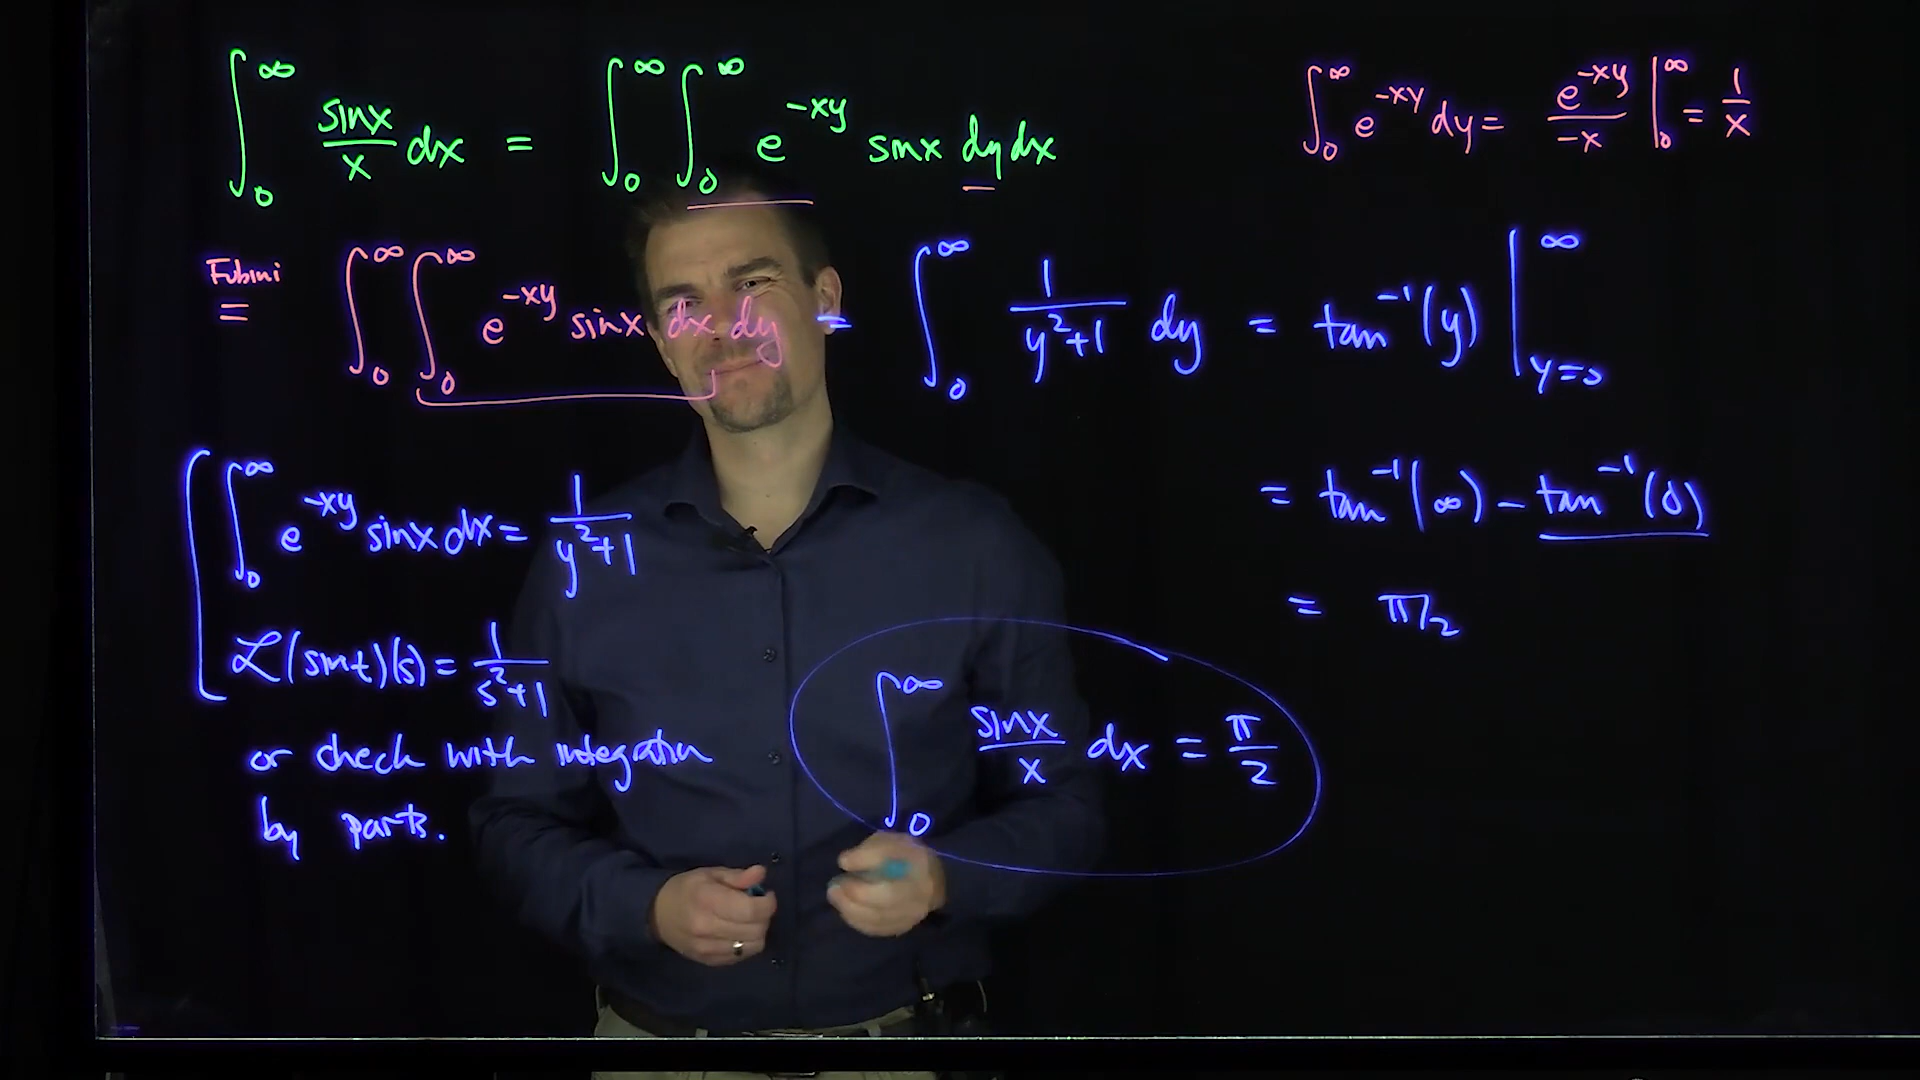 ∫₀^∞ sinx/x dx = ∫₀^∞ ∫₀^∞ e^{-xy} sinx dy dx
∫₀^∞ e^{-xy} dy = e^{-xy}/-x |₀^∞ = 1/x
Fubini = ∫₀^∞ ∫₀^∞ e^{-xy} sinx dx dy = ∫₀^∞ 1/(y²+1) dy = tan⁻¹(y) |_{y=0}^∞
= tan⁻¹(∞) - tan⁻¹(0)
= π/2
∫₀^∞ e^{-xy} sinx dx = 1/(y²+1)
ℒ(sint)(s) = 1/(s²+1)
or check with integration
by parts.
∫₀^∞ sinx/x dx = π/2